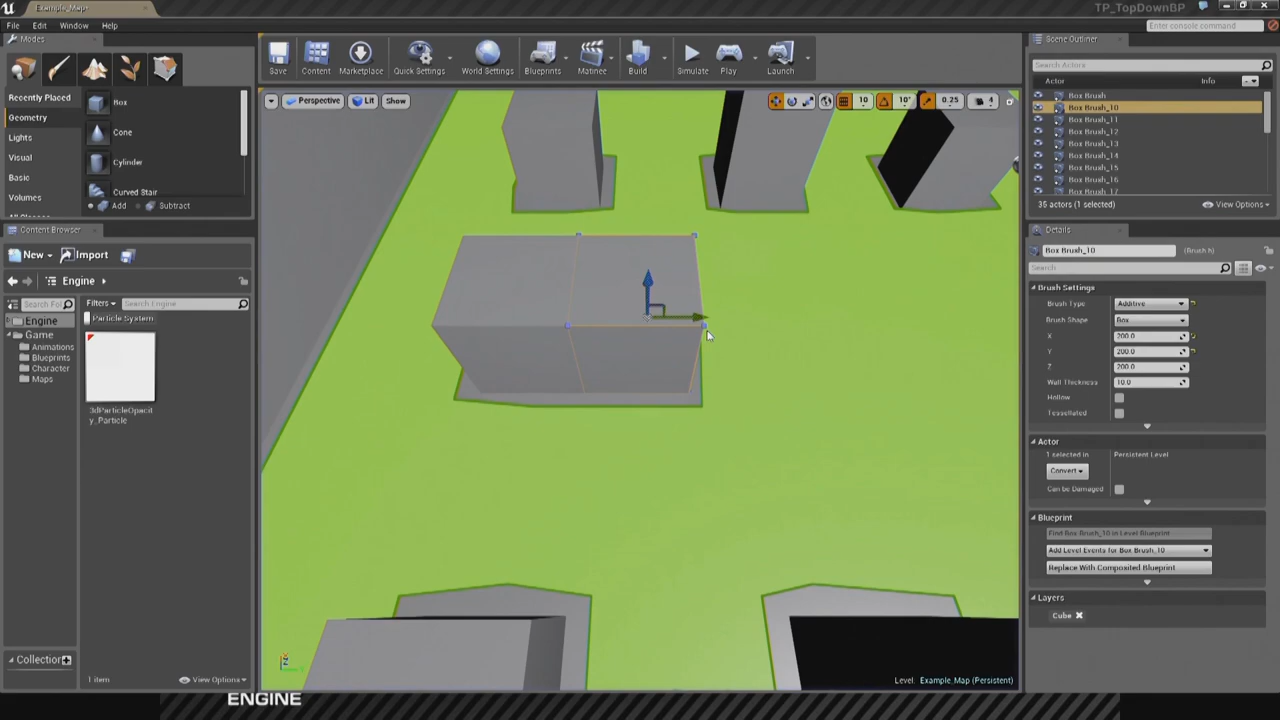 Example_Map
TP_TopDownBP
File Edit Window Help
Enter console command
Modes
Save Content Marketplace Quick Settings World Settings Blueprints Matinee Build Simulate Play Launch
Recently Placed
Geometry
Lights
Visual
Basic
Volumes
Box
Cone
Cylinder
Curved Stair
Add Subtract
Perspective Lit Show
10 10° 0.25 4
Scene Outliner
Search Actors
Actor Info
Box Brush
Box Brush_10
Box Brush_11
Box Brush_12
Box Brush_13
Box Brush_14
Box Brush_15
Box Brush_16
Box Brush_17
35 actors (1 selected) View Options
Content Browser
New Import
Engine
Search Fol Filters Search Engine
Particle System
Engine
Game
Animations
Blueprints
Character
Maps
3dParticleOpacit
y_Particle
Collection
1 item View Options
Details
Box Brush_10
Search
Brush Settings
Brush Type Additive
Brush Shape Box
X 200.0
Y 200.0
Z 200.0
Wall Thickness 10.0
Hollow
Tessellated
Actor
1 selected in Persistent Level
Convert
Can be Damaged
Blueprint
Find Box Brush_10 in Level Blueprint
Add Level Events for Box Brush_10
Replace With Composited Blueprint
Layers
Cube
Level: Example_Map (Persistent)
ENGINE